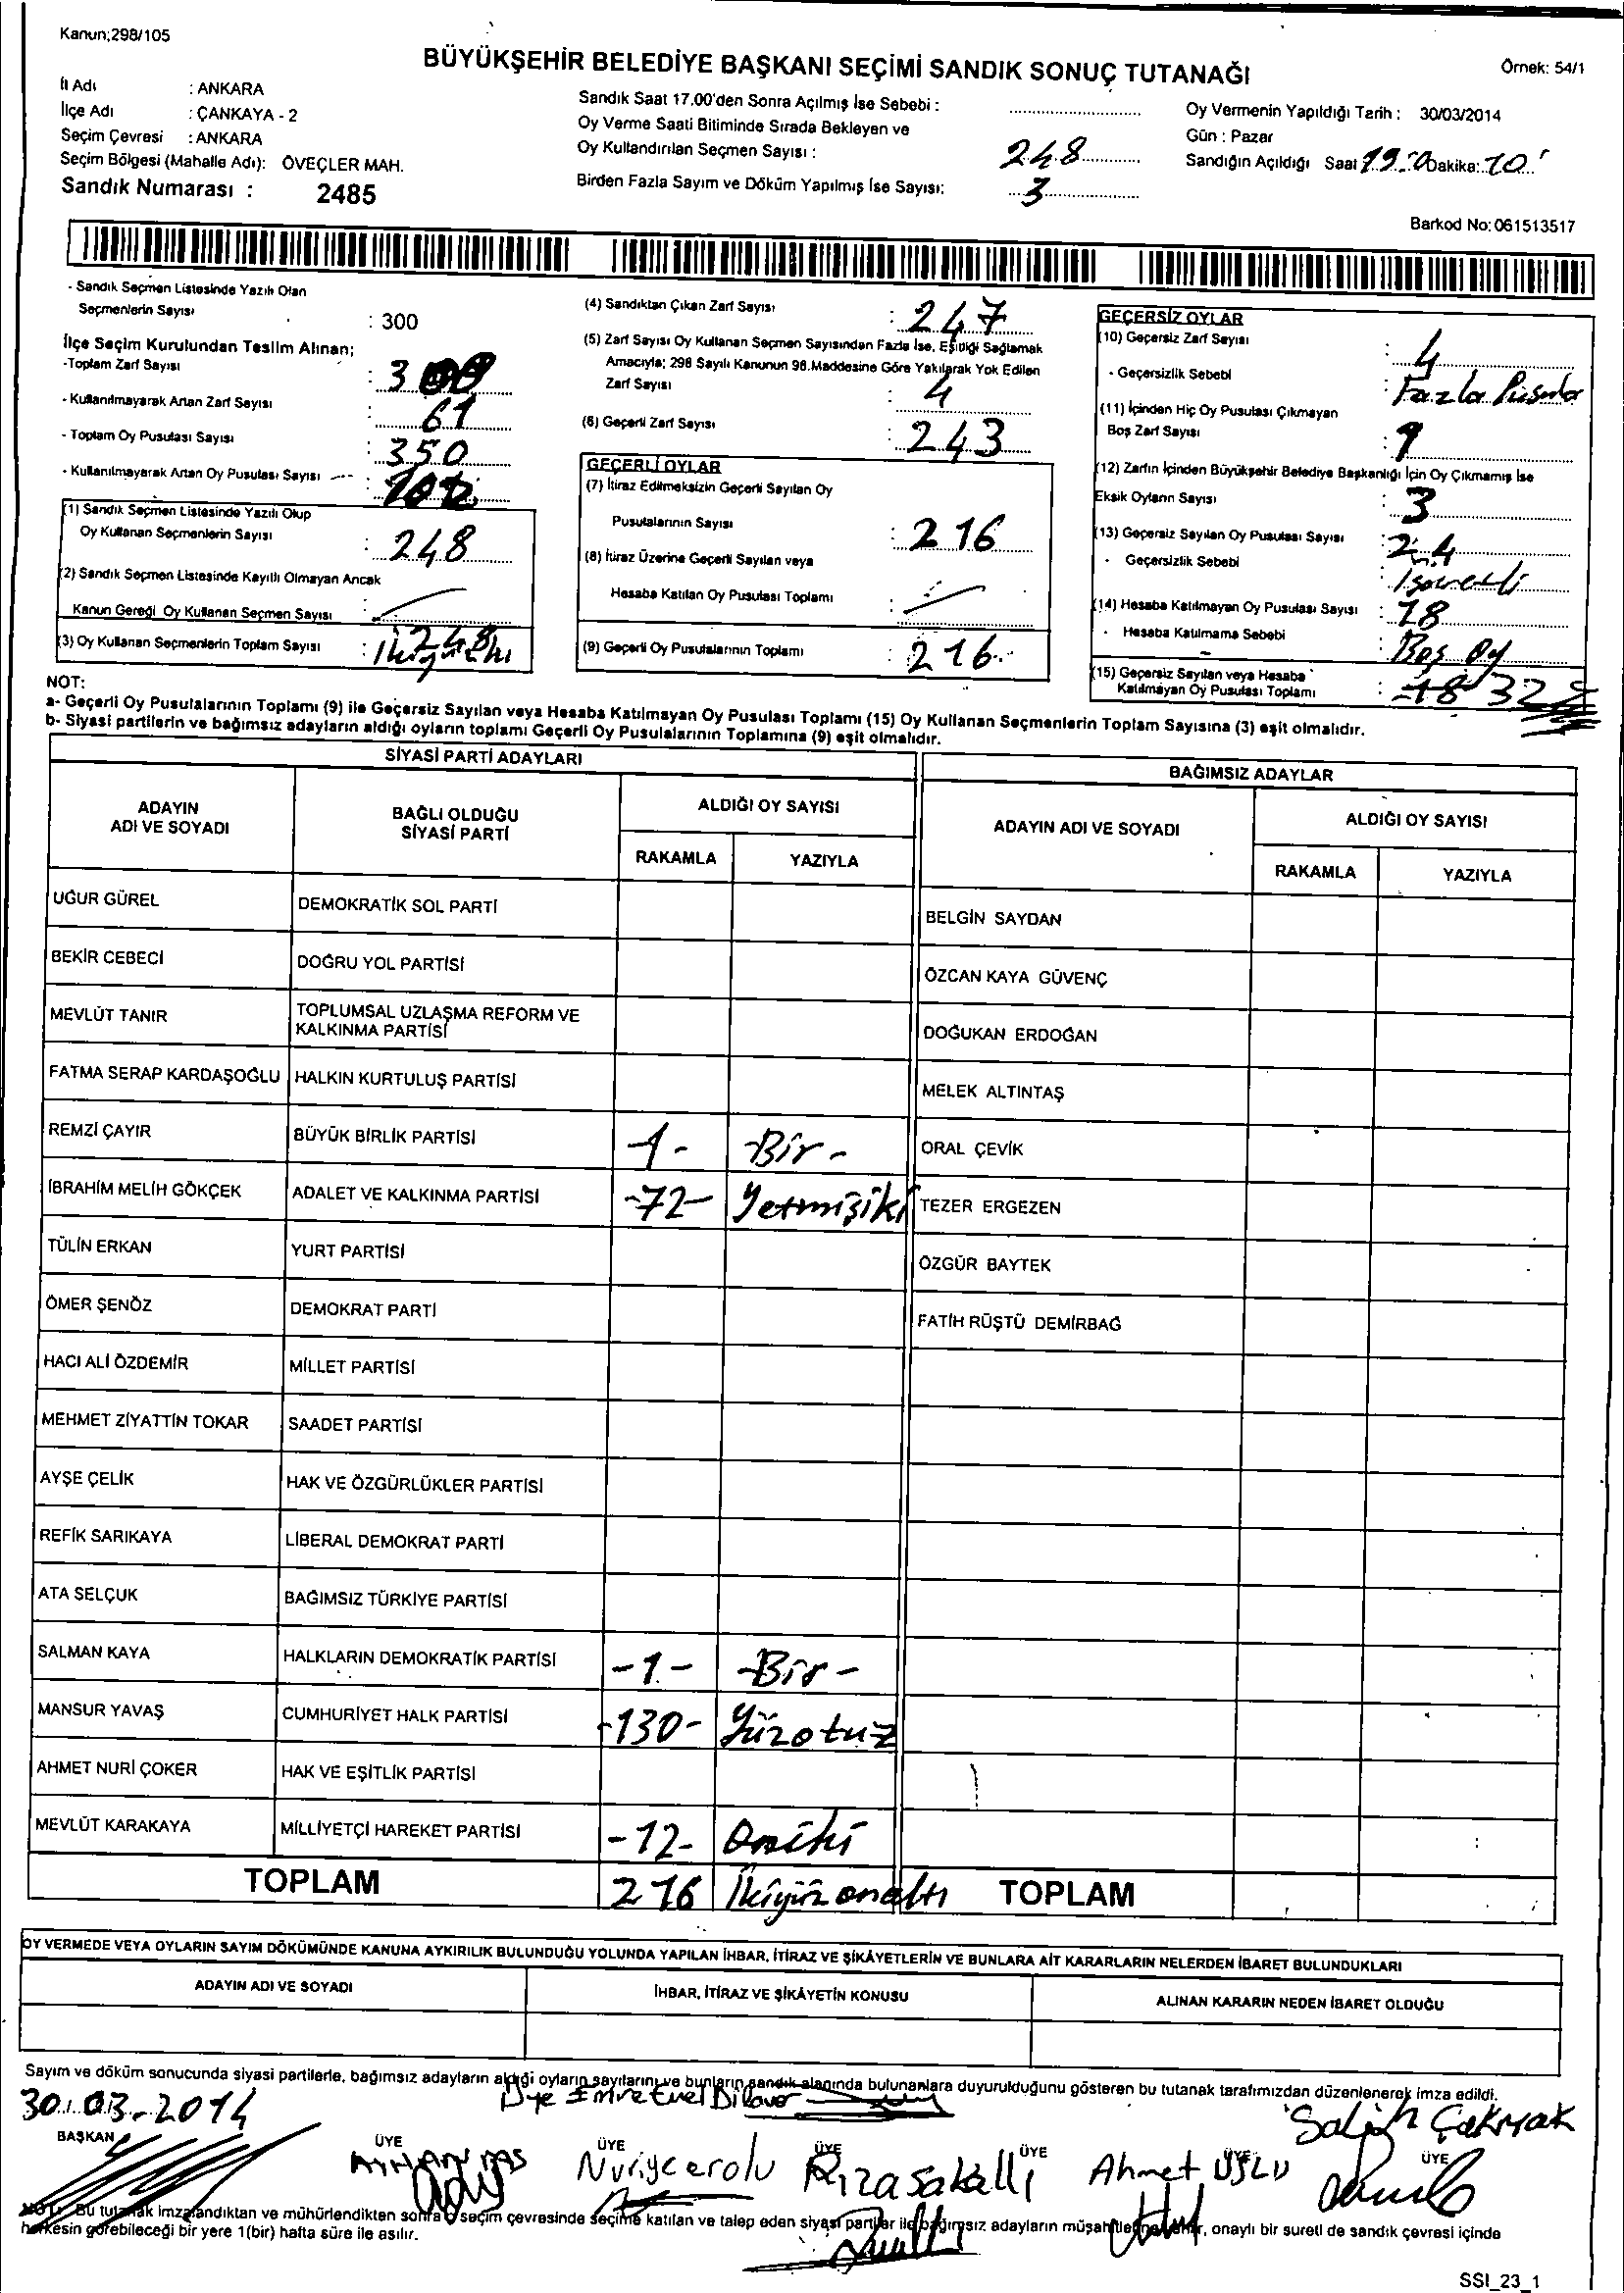 Kanun;298/105
BÜYÜKŞEHİR BELEDİYE BAŞKANI SEÇİMİ SANDIK SONUÇ TUTANAĞI
Örnek: 54/1
İl Adı : ANKARA
İlçe Adı : ÇANKAYA - 2
Seçim Çevresi : ANKARA
Seçim Bölgesi (Mahalle Adı): ÖVEÇLER MAH.
Sandık Numarası : 2485
Sandık Saat 17.00'den Sonra Açılmış İse Sebebi :
Oy Verme Saati Bitiminde Sırada Bekleyen ve
Oy Kullandırılan Seçmen Sayısı : 248
Birden Fazla Sayım ve Döküm Yapılmış İse Sayısı: 3
Oy Vermenin Yapıldığı Tarih : 30/03/2014
Gün : Pazar
Sandığın Açıldığı Saat 19:0 Dakika: 10
Barkod No: 061513517
- Sandık Seçmen Listesinde Yazılı Olan
Seçmenlerin Sayısı : 300
İlçe Seçim Kurulundan Teslim Alınan;
-Toplam Zarf Sayısı : 3
- Kullanılmayarak Artan Zarf Sayısı : 61
- Toplam Oy Pusulası Sayısı : 350
- Kullanılmayarak Artan Oy Pusulası Sayısı :
(1) Sandık Seçmen Listesinde Yazılı Olup
Oy Kullanan Seçmenlerin Sayısı : 248
(2) Sandık Seçmen Listesinde Kayıtlı Olmayan Ancak
Kanun Gereği Oy Kullanan Seçmen Sayısı :
(3) Oy Kullanan Seçmenlerin Toplam Sayısı : 248
(4) Sandıktan Çıkan Zarf Sayısı : 247
(5) Zarf Sayısı Oy Kullanan Seçmen Sayısından Fazla İse, Eşitliği Sağlamak
Amacıyla; 298 Sayılı Kanunun 98.Maddesine Göre Yakılarak Yok Edilen
Zarf Sayısı : 4
(6) Geçerli Zarf Sayısı : 243
GEÇERLİ OYLAR
(7) İtiraz Edilmeksizin Geçerli Sayılan Oy
Pusulalarının Sayısı : 216
(8) İtiraz Üzerine Geçerli Sayılan veya
Hesaba Katılan Oy Pusulası Toplamı :
(9) Geçerli Oy Pusulalarının Toplamı : 216
GEÇERSİZ OYLAR
(10) Geçersiz Zarf Sayısı : 4
- Geçersizlik Sebebi : Fazla Pusula
(11) İçinden Hiç Oy Pusulası Çıkmayan
Boş Zarf Sayısı : 1
(12) Zarfın İçinden Büyükşehir Belediye Başkanlığı İçin Oy Çıkmamış İse
Eksik Oyların Sayısı : 3
(13) Geçersiz Sayılan Oy Pusulası Sayısı : 24
- Geçersizlik Sebebi : İşaretli
(14) Hesaba Katılmayan Oy Pusulası Sayısı : 18
- Hesaba Katılmama Sebebi : Boş Oy
(15) Geçersiz Sayılan veya Hesaba
Katılmayan Oy Pusulası Toplamı : 18 32
NOT:
a- Geçerli Oy Pusulalarının Toplamı (9) ile Geçersiz Sayılan veya Hesaba Katılmayan Oy Pusulası Toplamı (15) Oy Kullanan Seçmenlerin Toplam Sayısına (3) eşit olmalıdır.
b- Siyasi partilerin ve bağımsız adayların aldığı oyların toplamı Geçerli Oy Pusulalarının Toplamına (9) eşit olmalıdır.
SİYASİ PARTİ ADAYLARI
BAĞIMSIZ ADAYLAR
ADAYIN ADI VE SOYADI
BAĞLI OLDUĞU SİYASİ PARTİ
ALDIĞI OY SAYISI
RAKAMLA
YAZIYLA
ADAYIN ADI VE SOYADI
ALDIĞI OY SAYISI
RAKAMLA
YAZIYLA
UĞUR GÜREL DEMOKRATİK SOL PARTİ
BELGİN SAYDAN
BEKİR CEBECİ DOĞRU YOL PARTİSİ
ÖZCAN KAYA GÜVENÇ
MEVLÜT TANIR TOPLUMSAL UZLAŞMA REFORM VE
KALKINMA PARTİSİ
DOĞUKAN ERDOĞAN
FATMA SERAP KARDAŞOĞLU HALKIN KURTULUŞ PARTİSİ
MELEK ALTINTAŞ
REMZİ ÇAYIR BÜYÜK BİRLİK PARTİSİ -1- -Bir-
ORAL ÇEVİK
İBRAHİM MELİH GÖKÇEK ADALET VE KALKINMA PARTİSİ -72- Yetmişiki
TEZER ERGEZEN
TÜLİN ERKAN YURT PARTİSİ
ÖZGÜR BAYTEK
ÖMER ŞENÖZ DEMOKRAT PARTİ
FATİH RÜŞTÜ DEMİRBAĞ
HACI ALİ ÖZDEMİR MİLLET PARTİSİ
MEHMET ZİYATTİN TOKAR SAADET PARTİSİ
AYŞE ÇELİK HAK VE ÖZGÜRLÜKLER PARTİSİ
REFİK SARIKAYA LİBERAL DEMOKRAT PARTİ
ATA SELÇUK BAĞIMSIZ TÜRKİYE PARTİSİ
SALMAN KAYA HALKLARIN DEMOKRATİK PARTİSİ -1- -Bir-
MANSUR YAVAŞ CUMHURİYET HALK PARTİSİ -130- Yüzotuz
AHMET NURİ ÇOKER HAK VE EŞİTLİK PARTİSİ
MEVLÜT KARAKAYA MİLLİYETÇİ HAREKET PARTİSİ -12- Oniki
TOPLAM 216 İkiyüzonaltı TOPLAM
OY VERMEDE VEYA OYLARIN SAYIM DÖKÜMÜNDE KANUNA AYKIRILIK BULUNDUĞU YOLUNDA YAPILAN İHBAR, İTİRAZ VE ŞİKÂYETLERİN VE BUNLARA AİT KARARLARIN NELERDEN İBARET BULUNDUKLARI
ADAYIN ADI VE SOYADI
İHBAR, İTİRAZ VE ŞİKÂYETİN KONUSU
ALINAN KARARIN NEDEN İBARET OLDUĞU
Sayım ve döküm sonucunda siyasi partilerle, bağımsız adayların aldığı oyların sayılarını ve bunların sandık alanında bulunanlara duyurulduğunu gösteren bu tutanak tarafımızdan düzenlenerek imza edildi.
30.03.2014
Üye Emre
Salih Çakmak
BAŞKAN ÜYE ÜYE ÜYE ÜYE ÜYE ÜYE
Nuriye Rıza Sakallı Ahmet USLU
NOT: Bu tutanak imzalandıktan ve mühürlendikten sonra seçim çevresinde seçime katılan ve talep eden siyasi partiler ile bağımsız adayların müşahitlerine verilir, onaylı bir sureti de sandık çevresi içinde
herkesin görebileceği bir yere 1(bir) hafta süre ile asılır.
SSI_23_1